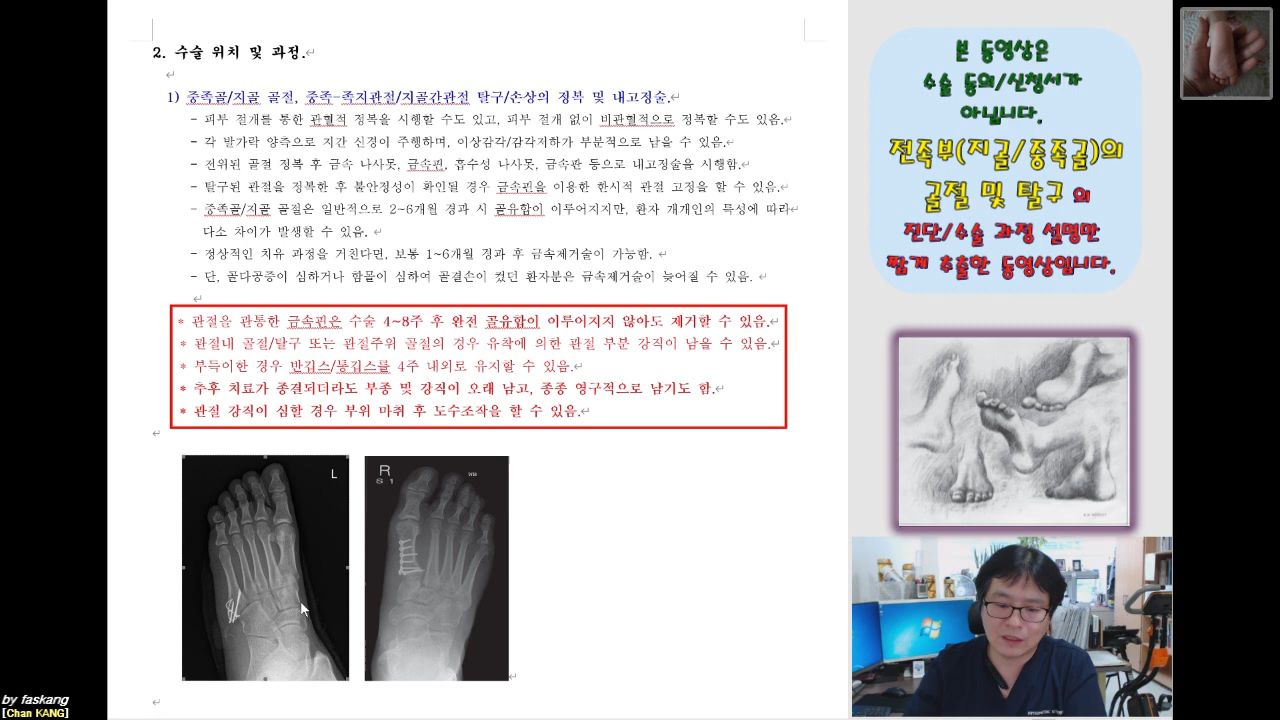 2. 수술 위치 및 과정.
1) 중족골/지골 골절, 중족-족지관절/지골간관절 탈구/손상의 정복 및 내고정술.
- 피부 절개를 통한 관혈적 정복을 시행할 수도 있고, 피부 절개 없이 비관혈적으로 정복할 수도 있음.
- 각 발가락 양측으로 지간 신경이 주행하며, 이상감각/감각저하가 부분적으로 남을 수 있음.
- 전위된 골절 정복 후 금속 나사못, 금속핀, 흡수성 나사못, 금속판 등으로 내고정술을 시행함.
- 탈구된 관절을 정복한 후 불안정성이 확인될 경우 금속핀을 이용한 한시적 관절 고정을 할 수 있음.
- 중족골/지골 골절은 일반적으로 2~6개월 경과 시 골유합이 이루어지지만, 환자 개개인의 특성에 따라
다소 차이가 발생할 수 있음.
- 정상적인 치유 과정을 거친다면, 보통 1~6개월 경과 후 금속제거술이 가능함.
- 단, 골다공증이 심하거나 함몰이 심하여 골결손이 컸던 환자분은 금속제거술이 늦어질 수 있음.
* 관절을 관통한 금속핀은 수술 4~8주 후 완전 골유합이 이루어지지 않아도 제거할 수 있음.
* 관절내 골절/탈구 또는 관절주위 골절의 경우 유착에 의한 관절 부분 강직이 남을 수 있음.
* 부득이한 경우 반깁스/통깁스를 4주 내외로 유지할 수 있음.
* 추후 치료가 종결되더라도 부종 및 강직이 오래 남고, 종종 영구적으로 남기도 함.
* 관절 강직이 심한 경우 부위 마취 후 도수조작을 할 수 있음.
L
R
S 1
WB
본 동영상은
수술 동의/신청서가
아닙니다.
전족부(지골/중족골)의
골절 및 탈구 의
진단/수술 과정 설명만
짧게 추출한 동영상입니다.
by faskang
[Chan KANG]